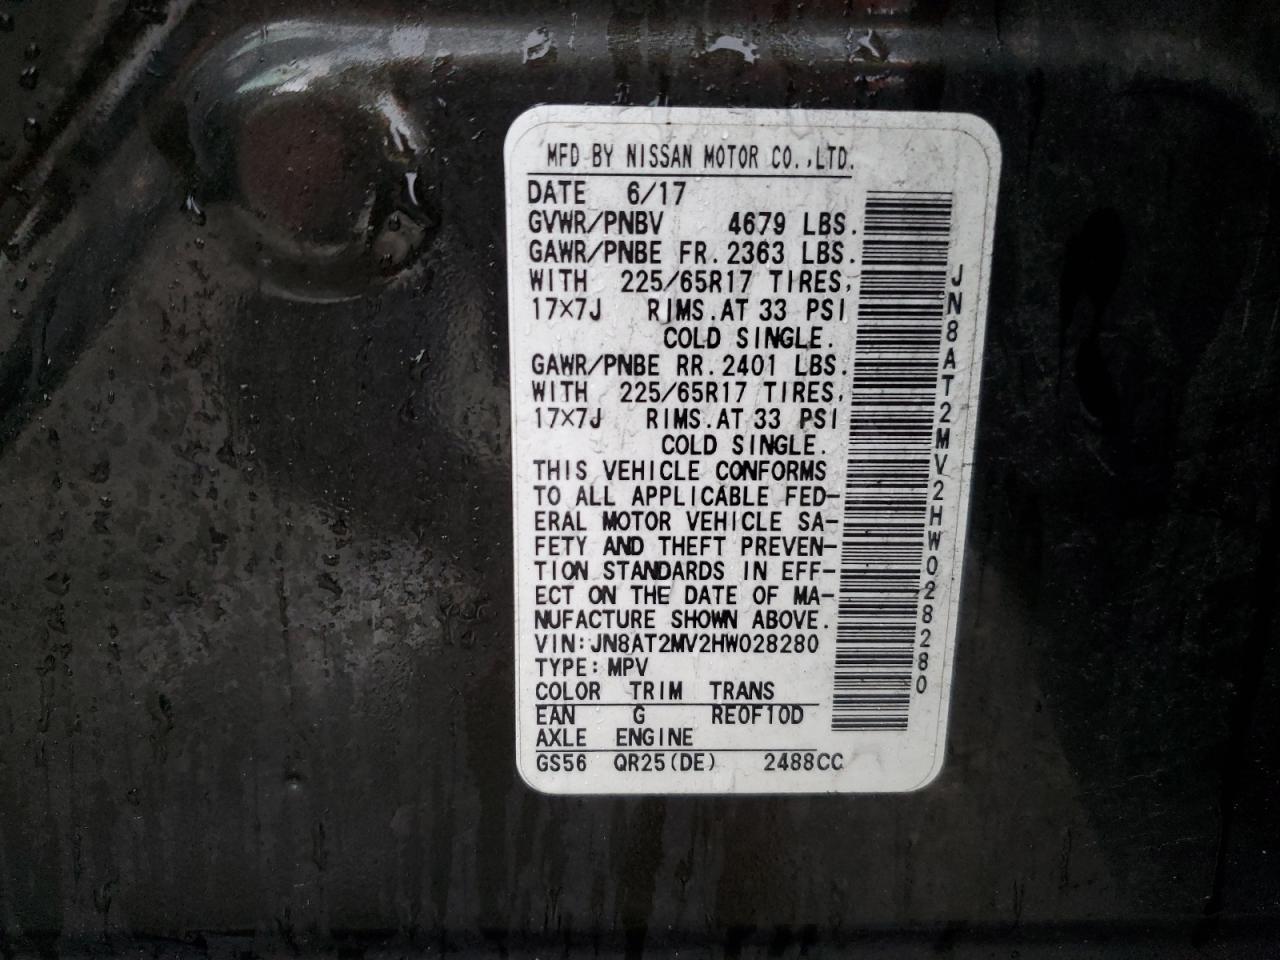 MFD BY NISSAN MOTOR CO.,LTD.
DATE 6/17
GVWR/PNBV 4679 LBS.
GAWR/PNBE FR. 2363 LBS.
WITH 225/65R17 TIRES,
17×7J RIMS.AT 33 PSI
COLD SINGLE.
GAWR/PNBE RR. 2401 LBS.
WITH 225/65R17 TIRES,
17×7J RIMS.AT 33 PSI
COLD SINGLE.
THIS VEHICLE CONFORMS
TO ALL APPLICABLE FED-
ERAL MOTOR VEHICLE SA-
FETY AND THEFT PREVEN-
TION STANDARDS IN EFF-
ECT ON THE DATE OF MA-
NUFACTURE SHOWN ABOVE.
VIN:JN8AT2MV2HW028280
TYPE:MPV
COLOR TRIM TRANS
EAN G RE0F10D
AXLE ENGINE
GS56 QR25(DE) 2488CC
JN8AT2MV2HW028280